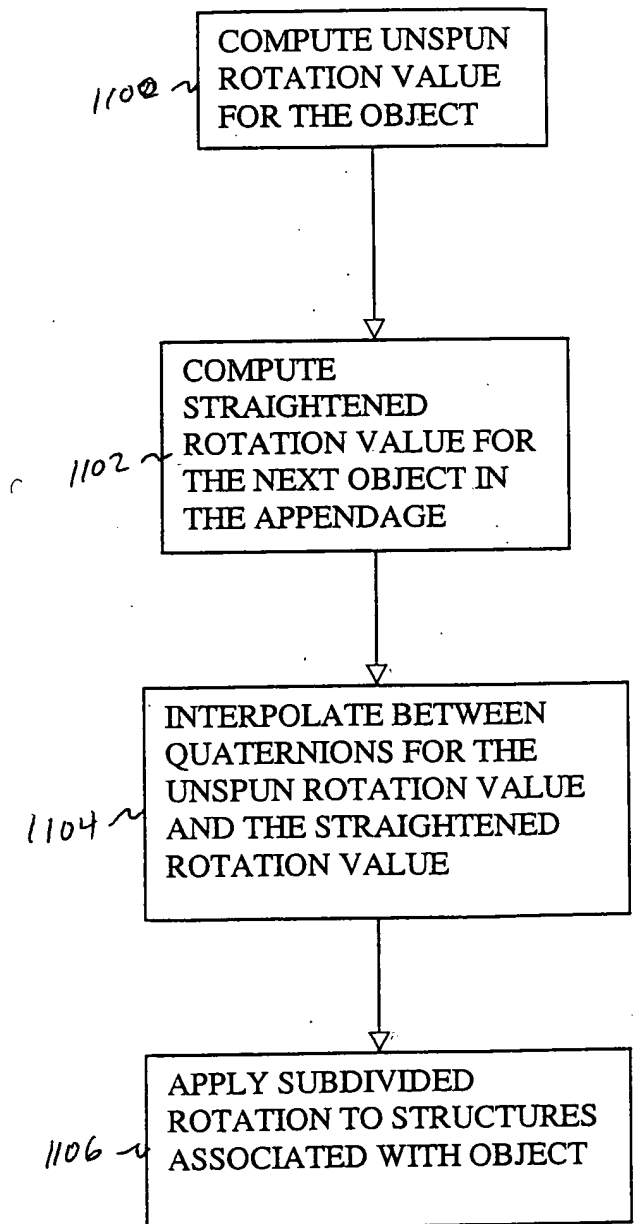 COMPUTE UNSPUN
ROTATION VALUE
FOR THE OBJECT
1100
COMPUTE
STRAIGHTENED
ROTATION VALUE FOR
THE NEXT OBJECT IN
THE APPENDAGE
1102
INTERPOLATE BETWEEN
QUATERNIONS FOR THE
UNSPUN ROTATION VALUE
AND THE STRAIGHTENED
ROTATION VALUE
1104
APPLY SUBDIVIDED
ROTATION TO STRUCTURES
ASSOCIATED WITH OBJECT
1106